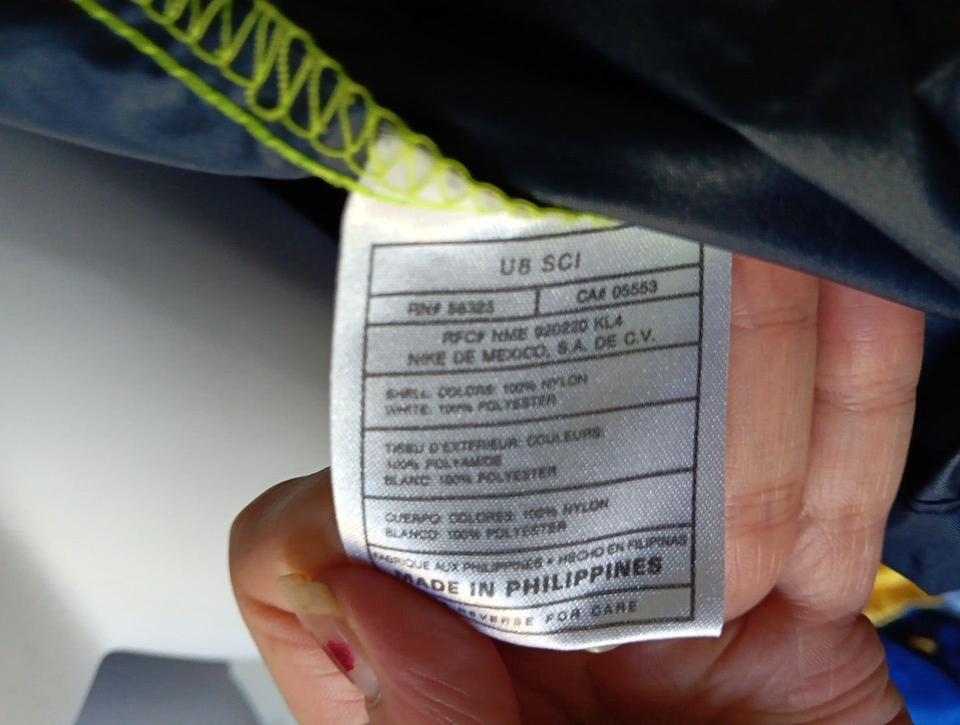 U8 SCI
RN# 56323
CA# 05553
RFC# NME 920220 KL4
NIKE DE MEXICO, S.A. DE C.V.
SHELL: COLORS: 100% NYLON
WHITE: 100% POLYESTER
TISSU D'EXTERIEUR: COULEURS:
100% POLYAMIDE
BLANC: 100% POLYESTER
CUERPO: COLORES: 100% NYLON
BLANCO: 100% POLYESTER
FABRIQUE AUX PHILIPPINES • HECHO EN FILIPINAS
MADE IN PHILIPPINES
REVERSE FOR CARE